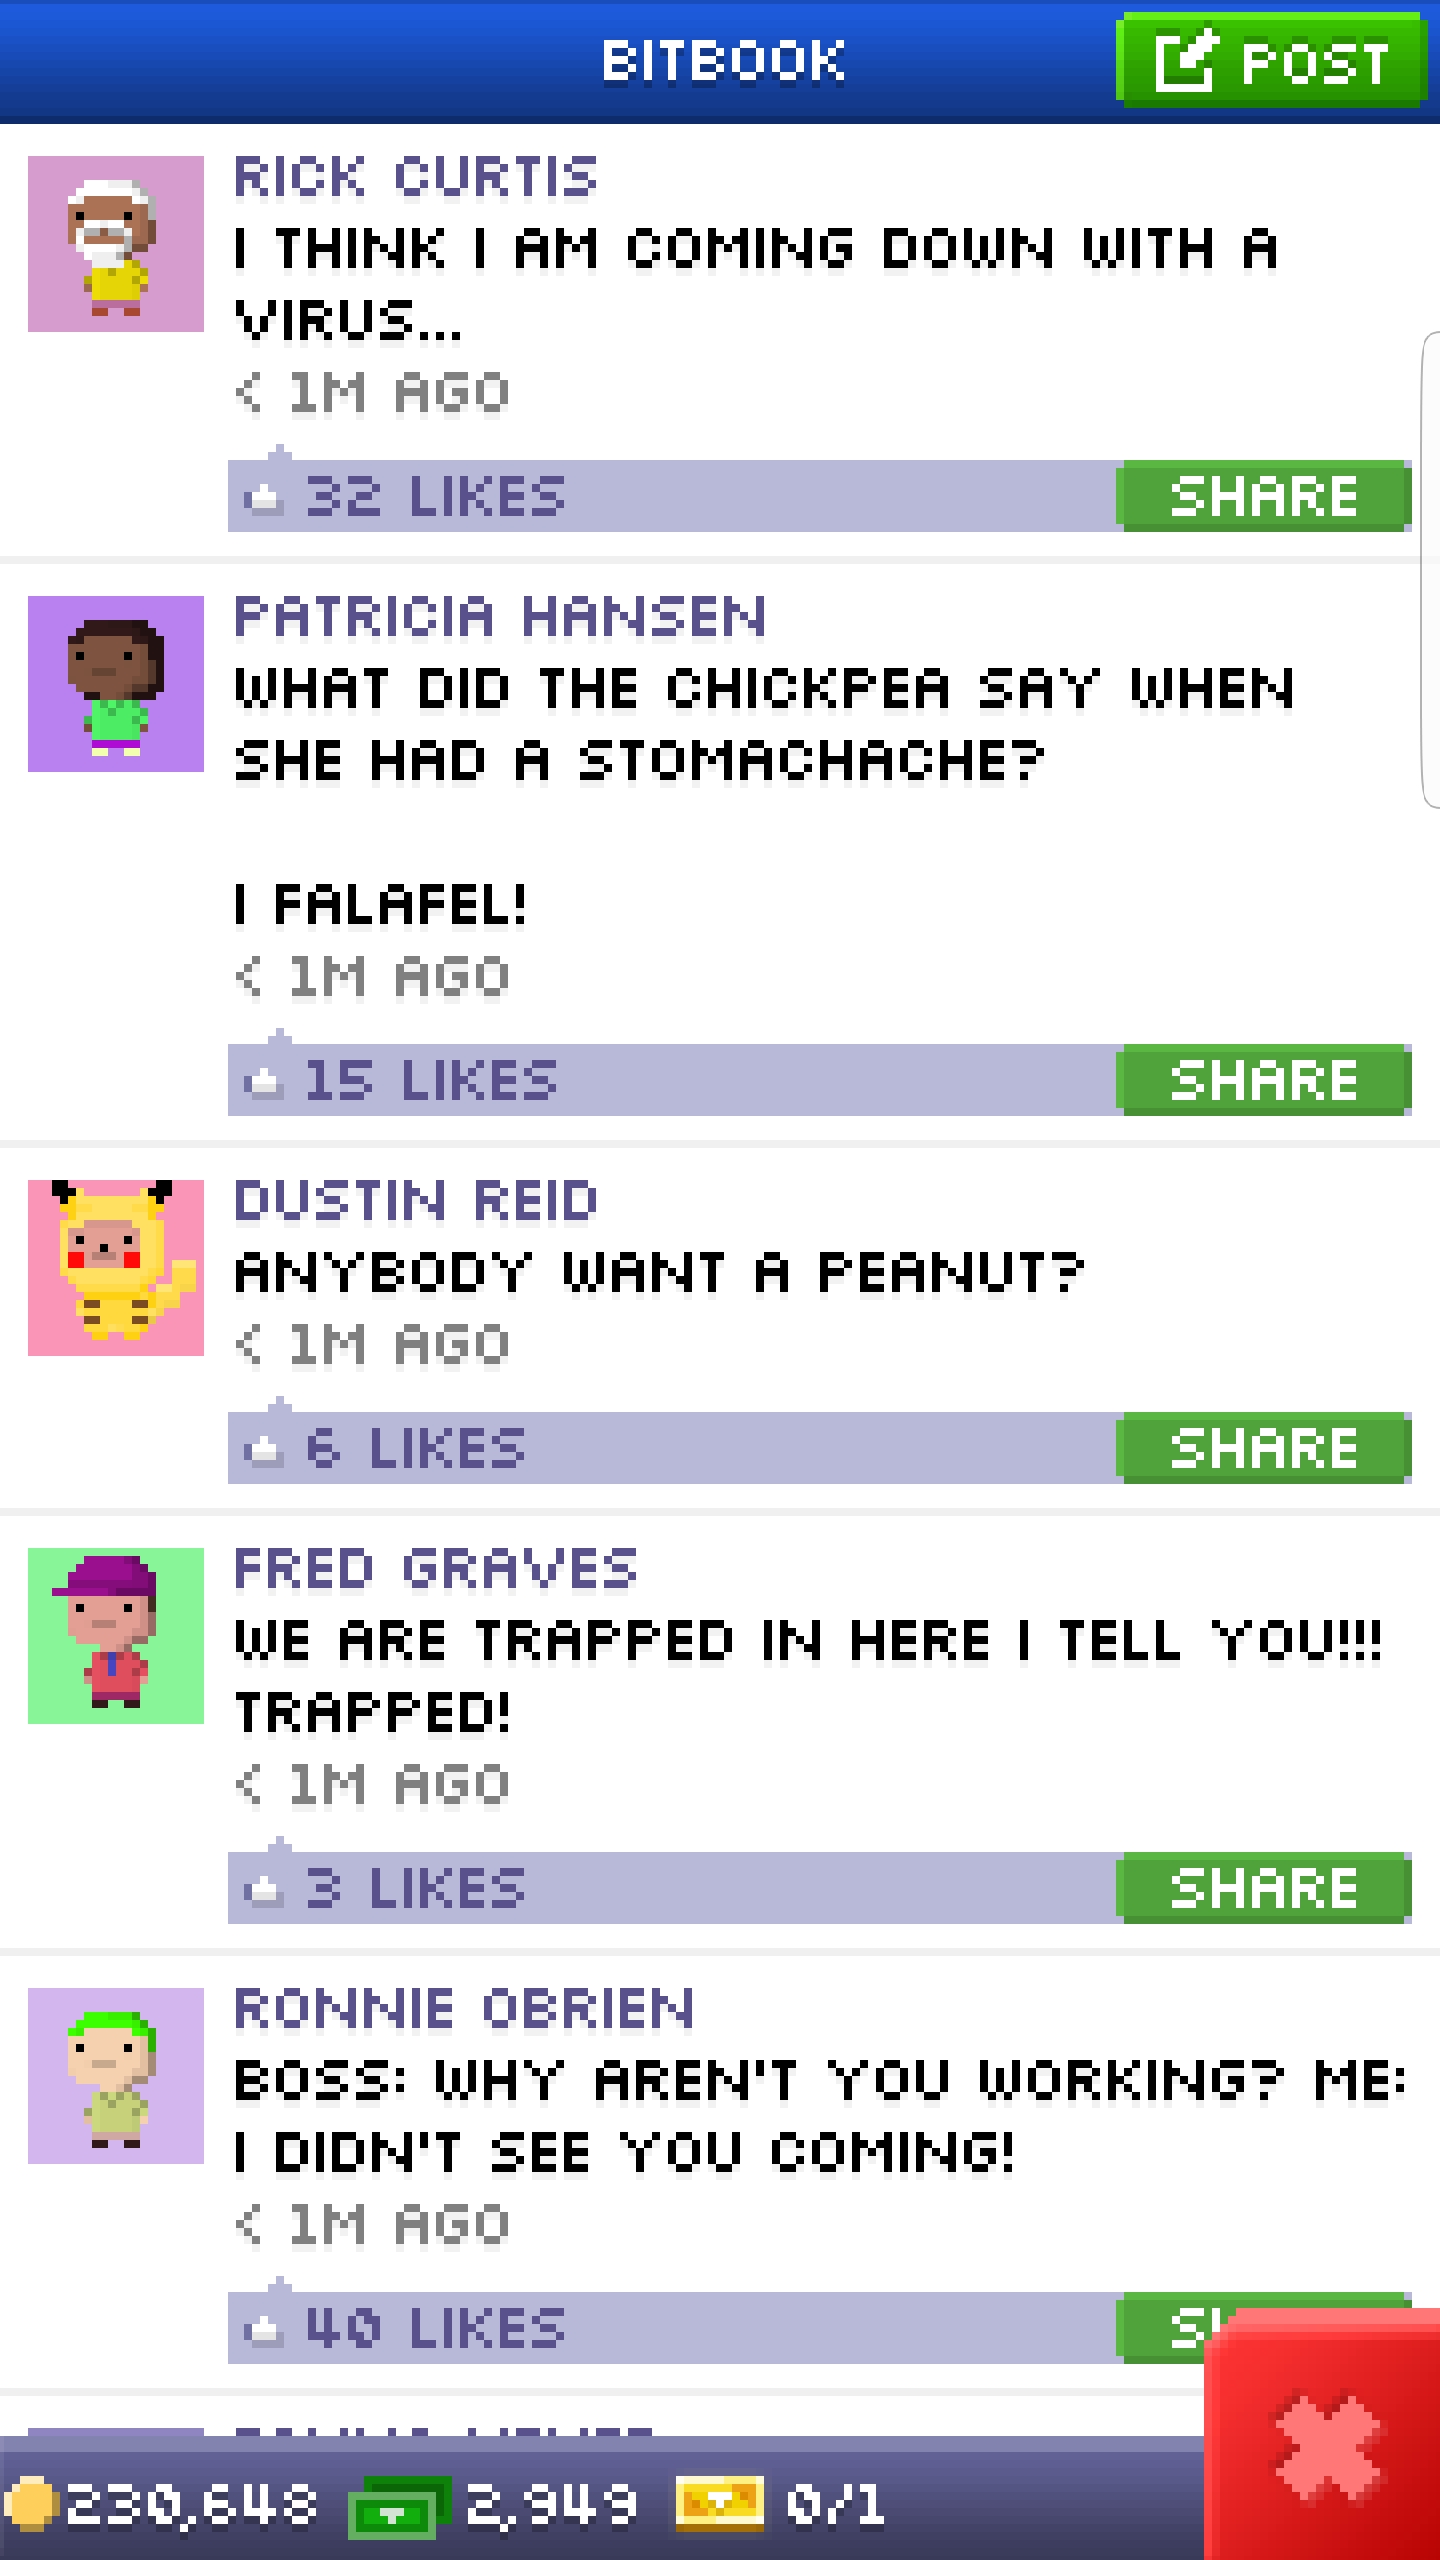 BITBOOK
POST
RICK CURTIS
I THINK I AM COMING DOWN WITH A
VIRUS...
< 1M AGO
32 LIKES
SHARE
PATRICIA HANSEN
WHAT DID THE CHICKPEA SAY WHEN
SHE HAD A STOMACHACHE?
I FALAFEL!
< 1M AGO
15 LIKES
SHARE
DUSTIN REID
ANYBODY WANT A PEANUT?
< 1M AGO
6 LIKES
SHARE
FRED GRAVES
WE ARE TRAPPED IN HERE I TELL YOU!!!
TRAPPED!
< 1M AGO
3 LIKES
SHARE
RONNIE OBRIEN
BOSS: WHY AREN'T YOU WORKING? ME:
I DIDN'T SEE YOU COMING!
< 1M AGO
40 LIKES
230,648 2,949 0/1